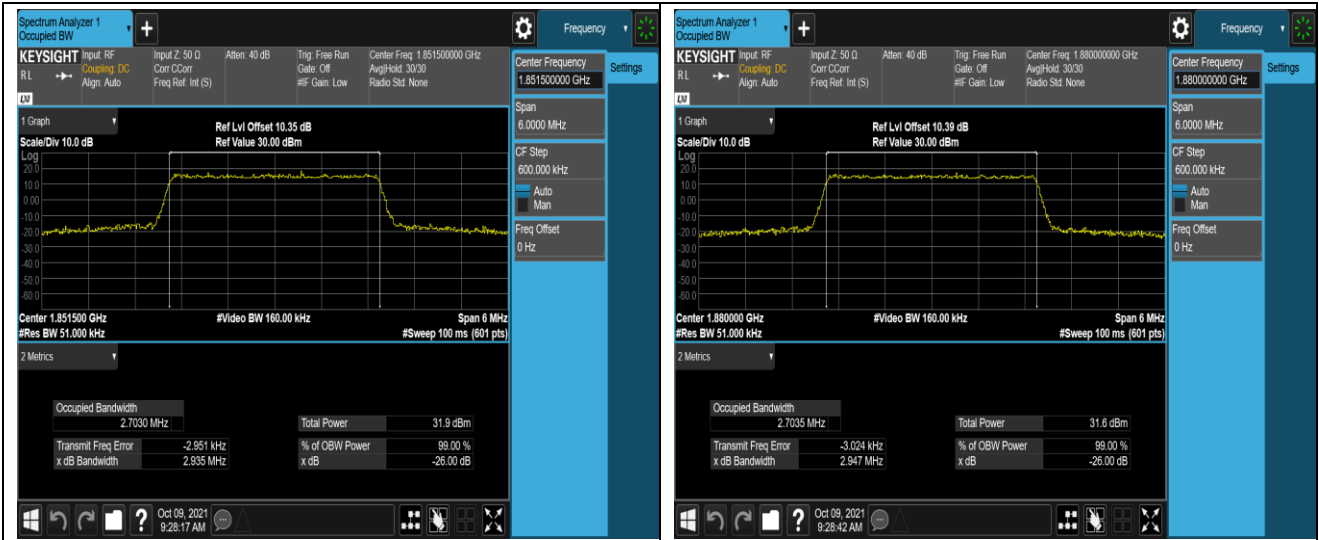 Spectrum Analyzer 1
Occupied BW
+
Frequency
KEYSIGHT Input: RF Input Z: 50 Ω Atten: 40 dB Trig: Free Run Center Freq: 1.851500000 GHz
RL Coupling: DC Corr CCorr Gate: Off Avg|Hold: 30/30
Align: Auto Freq Ref: Int (S) #IF Gain: Low Radio Std: None
LXI
Center Frequency
1.851500000 GHz
Settings
Span
6.0000 MHz
CF Step
600.000 kHz
Auto
Man
Freq Offset
0 Hz
1 Graph
Scale/Div 10.0 dB
Ref Lvl Offset 10.35 dB
Ref Value 30.00 dBm
Log
20.0
10.0
0.00
-10.0
-20.0
-30.0
-40.0
-50.0
-60.0
Center 1.851500 GHz #Video BW 160.00 kHz Span 6 MHz
#Res BW 51.000 kHz #Sweep 100 ms (601 pts)
2 Metrics
Occupied Bandwidth
2.7030 MHz Total Power 31.9 dBm
Transmit Freq Error -2.951 kHz % of OBW Power 99.00 %
x dB Bandwidth 2.935 MHz x dB -26.00 dB
?
Oct 09, 2021
9:28:17 AM
Spectrum Analyzer 1
Occupied BW
+
Frequency
KEYSIGHT Input: RF Input Z: 50 Ω Atten: 40 dB Trig: Free Run Center Freq: 1.880000000 GHz
RL Coupling: DC Corr CCorr Gate: Off Avg|Hold: 30/30
Align: Auto Freq Ref: Int (S) #IF Gain: Low Radio Std: None
LXI
Center Frequency
1.880000000 GHz
Settings
Span
6.0000 MHz
CF Step
600.000 kHz
Auto
Man
Freq Offset
0 Hz
1 Graph
Scale/Div 10.0 dB
Ref Lvl Offset 10.39 dB
Ref Value 30.00 dBm
Log
20.0
10.0
0.00
-10.0
-20.0
-30.0
-40.0
-50.0
-60.0
Center 1.880000 GHz #Video BW 160.00 kHz Span 6 MHz
#Res BW 51.000 kHz #Sweep 100 ms (601 pts)
2 Metrics
Occupied Bandwidth
2.7035 MHz Total Power 31.6 dBm
Transmit Freq Error -3.024 kHz % of OBW Power 99.00 %
x dB Bandwidth 2.947 MHz x dB -26.00 dB
?
Oct 09, 2021
9:28:42 AM